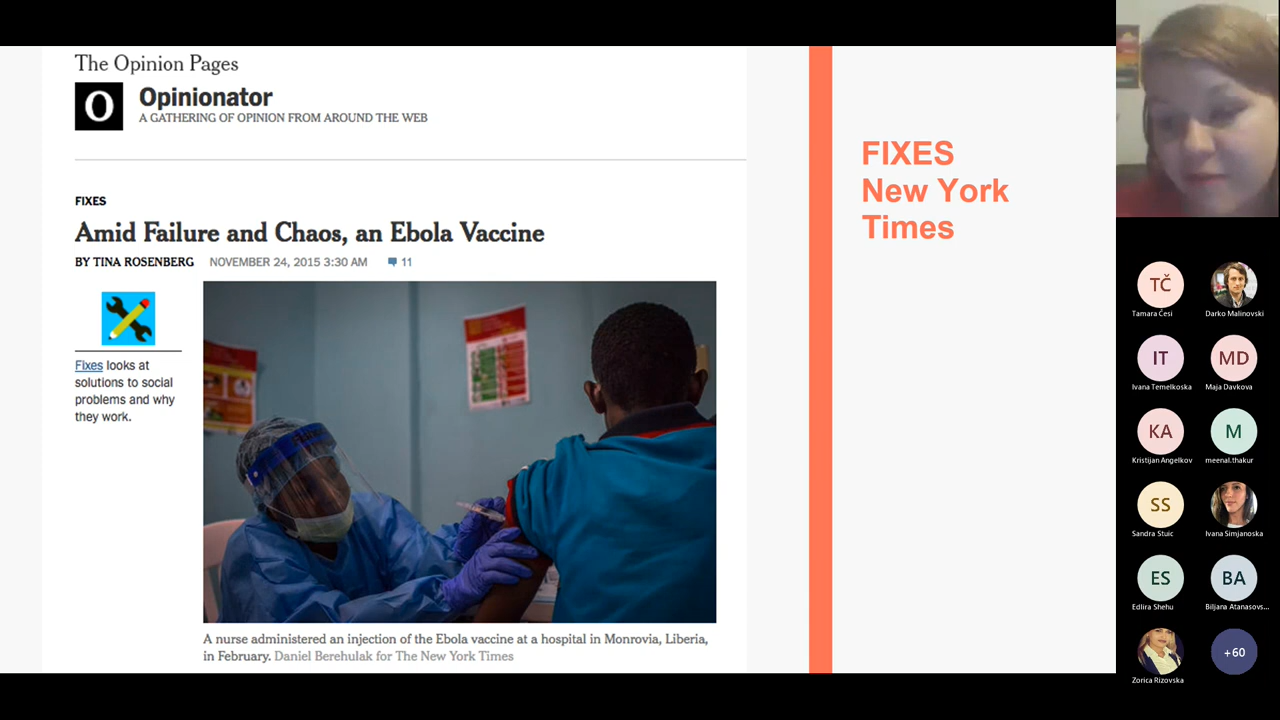 The Opinion Pages
O
Opinionator
A GATHERING OF OPINION FROM AROUND THE WEB
FIXES
Amid Failure and Chaos, an Ebola Vaccine
BY TINA ROSENBERG NOVEMBER 24, 2015 3:30 AM 11
Fixes looks at
solutions to social
problems and why
they work.
A nurse administered an injection of the Ebola vaccine at a hospital in Monrovia, Liberia,
in February. Daniel Berehulak for The New York Times
FIXES
New York
Times
TČ
Tamara Ćesi
Darko Malinovski
IT
Ivana Temelkoska
MD
Maja Davkova
KA
Kristijan Angelkov
M
meenal.thakur
SS
Sandra Stuic
Ivana Simjanoska
ES
Edlira Shehu
BA
Biljana Atanasovs...
Zorica Rizovska
+60